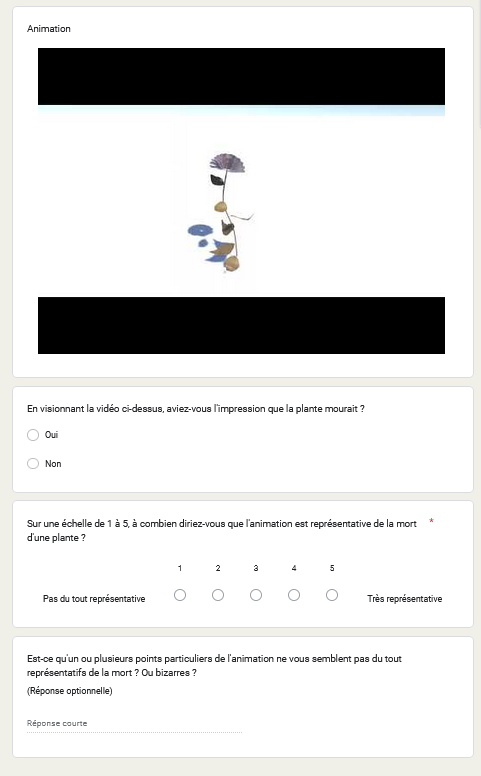 Animation
En visionnant la vidéo ci-dessus, aviez-vous l'impression que la plante mourait ?
Oui
Non
Sur une échelle de 1 à 5, à combien diriez-vous que l'animation est représentative de la mort *
d'une plante ?
1 2 3 4 5
Pas du tout représentative Très représentative
Est-ce qu'un ou plusieurs points particuliers de l'animation ne vous semblent pas du tout
représentatifs de la mort ? Ou bizarres ?
(Réponse optionnelle)
Réponse courte